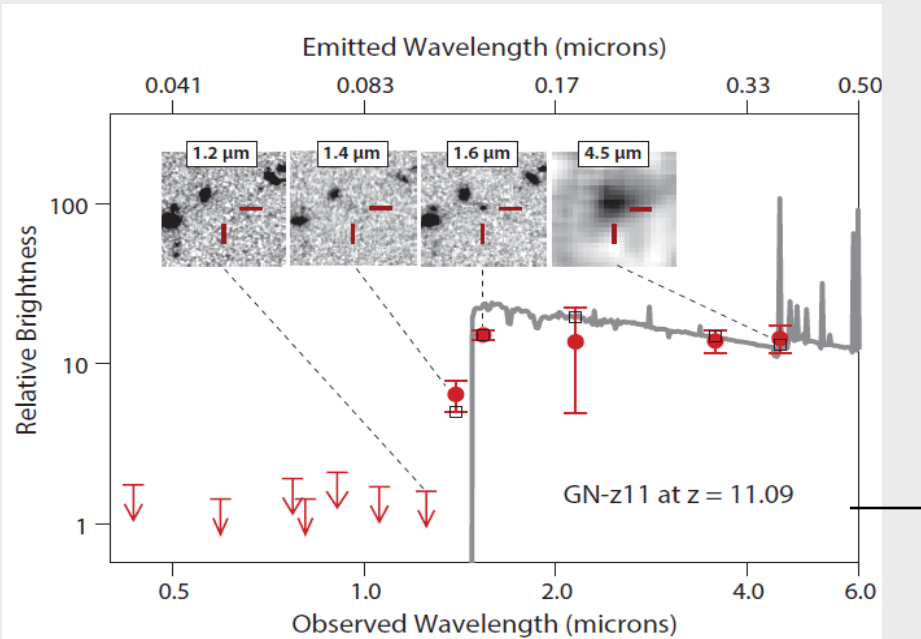 Emitted Wavelength (microns)
0.041 0.083 0.17 0.33 0.50
1.2 μm 1.4 μm 1.6 μm 4.5 μm
100
Relative Brightness
10
GN-z11 at z = 11.09
1
0.5 1.0 2.0 4.0 6.0
Observed Wavelength (microns)